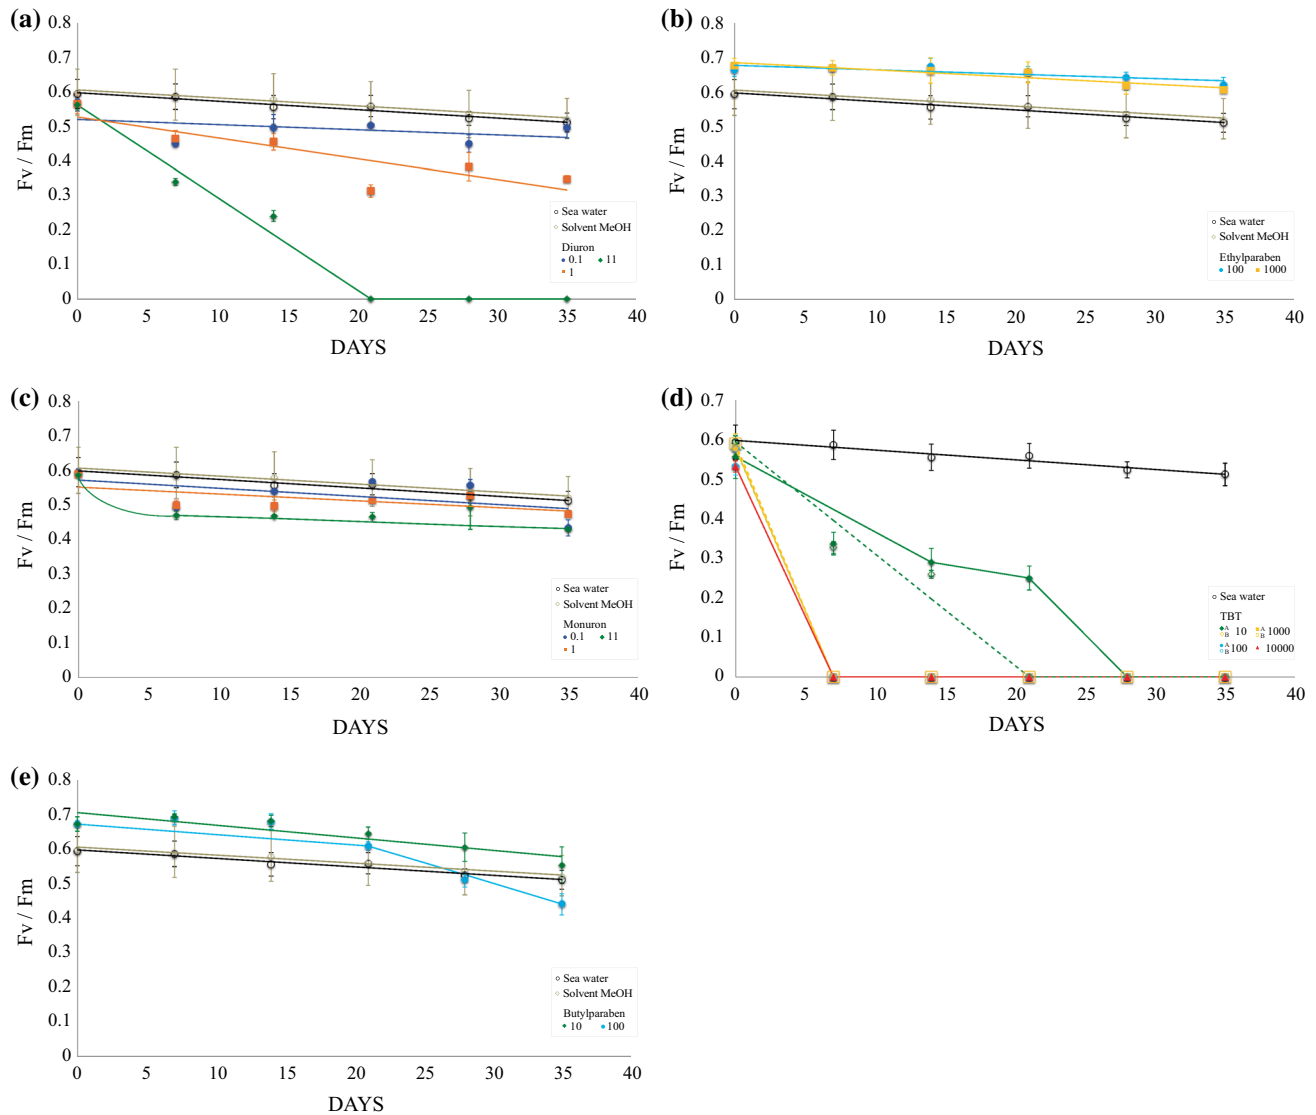 (a)
0.8
0.7
0.6
0.5
0.4
0.3
0.2
0.1
0
Fv / Fm
0 5 10 15 20 25 30 35 40
DAYS
Sea water
Solvent MeOH
Diuron
0.1 11
1
(b)
0.8
0.7
0.6
0.5
0.4
0.3
0.2
0.1
0
Fv / Fm
0 5 10 15 20 25 30 35 40
DAYS
Sea water
Solvent MeOH
Ethylparaben
100 1000
(c)
0.8
0.7
0.6
0.5
0.4
0.3
0.2
0.1
0
Fv / Fm
0 5 10 15 20 25 30 35 40
DAYS
Sea water
Solvent MeOH
Monuron
0.1 11
1
(d)
0.7
0.6
0.5
0.4
0.3
0.2
0.1
0
Fv / Fm
0 5 10 15 20 25 30 35 40
DAYS
Sea water
TBT
A B 10 A B 1000
A B 100 10000
(e)
0.8
0.7
0.6
0.5
0.4
0.3
0.2
0.1
0
Fv / Fm
0 5 10 15 20 25 30 35 40
DAYS
Sea water
Solvent MeOH
Butylparaben
10 100